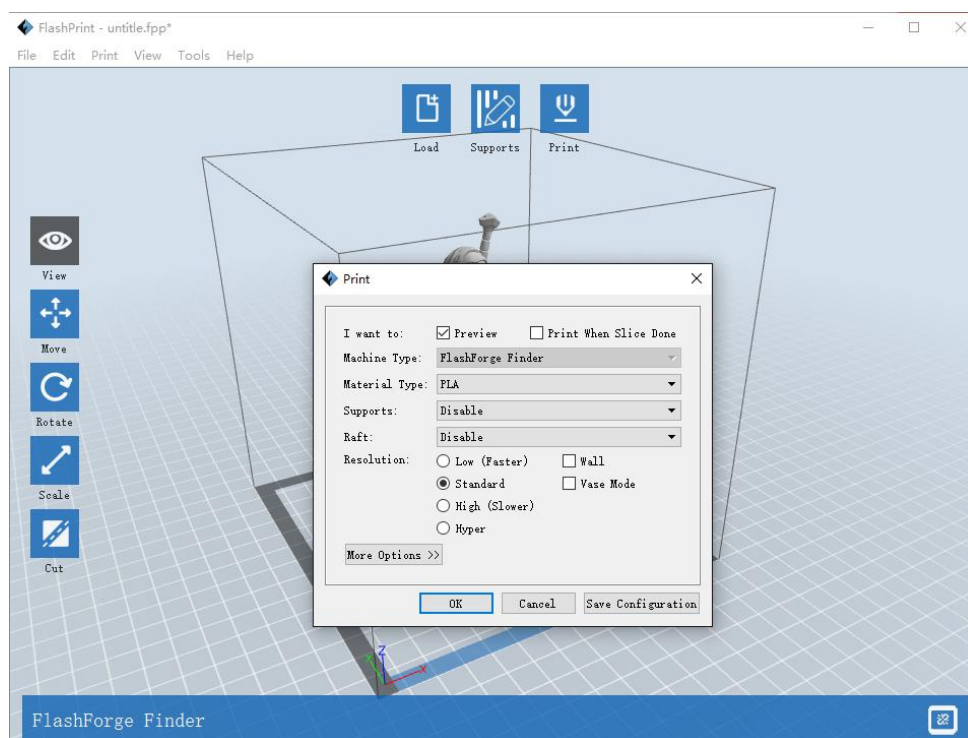 FlashPrint - untitle.fpp*
File Edit Print View Tools Help
Load Supports Print
View
Move
Rotate
Scale
Cut
Print
I want to: Preview Print When Slice Done
Machine Type: FlashForge Finder
Material Type: PLA
Supports: Disable
Raft: Disable
Resolution: Low (Faster) Wall
Standard Vase Mode
High (Slower)
Hyper
More Options >>
OK Cancel Save Configuration
Z
Y
X
FlashForge Finder